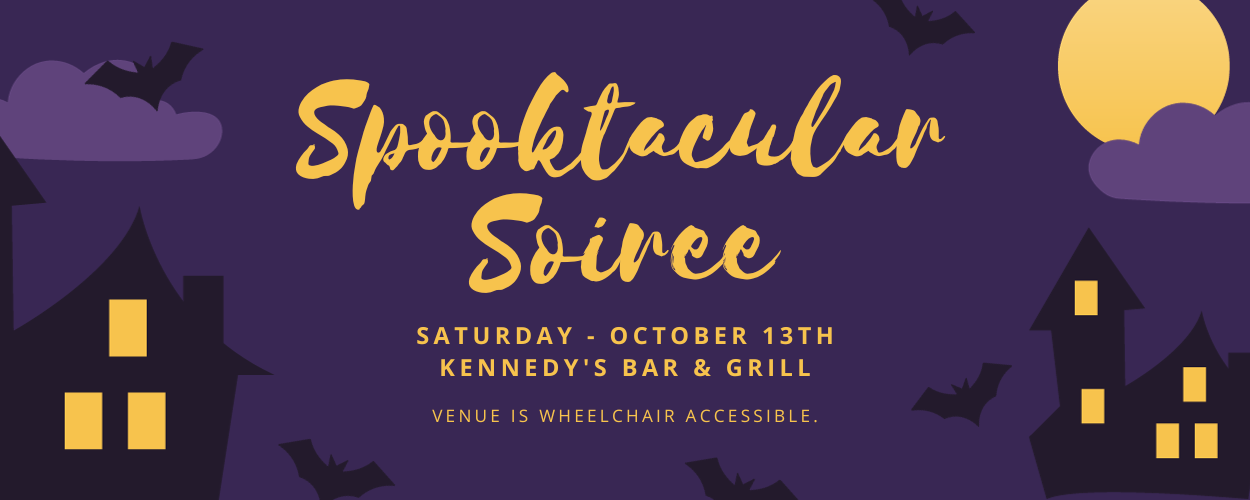 Spooktacular
Soiree
SATURDAY - OCTOBER 13TH
KENNEDY'S BAR & GRILL
VENUE IS WHEELCHAIR ACCESSIBLE.